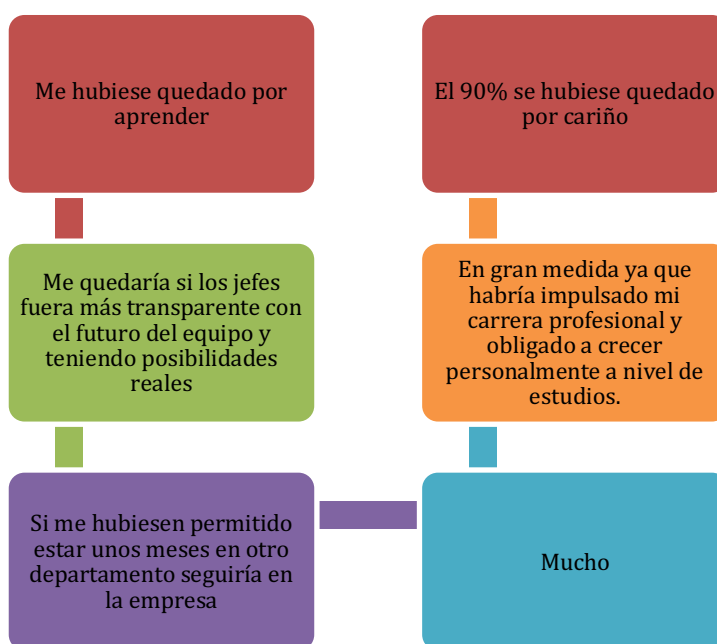 Me hubiese quedado por
aprender
Me quedaría si los jefes
fuera más transparente con
el futuro del equipo y
teniendo posibilidades
reales
Si me hubiesen permitido
estar unos meses en otro
departamento seguiría en
la empresa
Mucho
En gran medida ya que
habría impulsado mi
carrera profesional y
obligado a crecer
personalmente a nivel de
estudios.
El 90% se hubiese quedado
por cariño